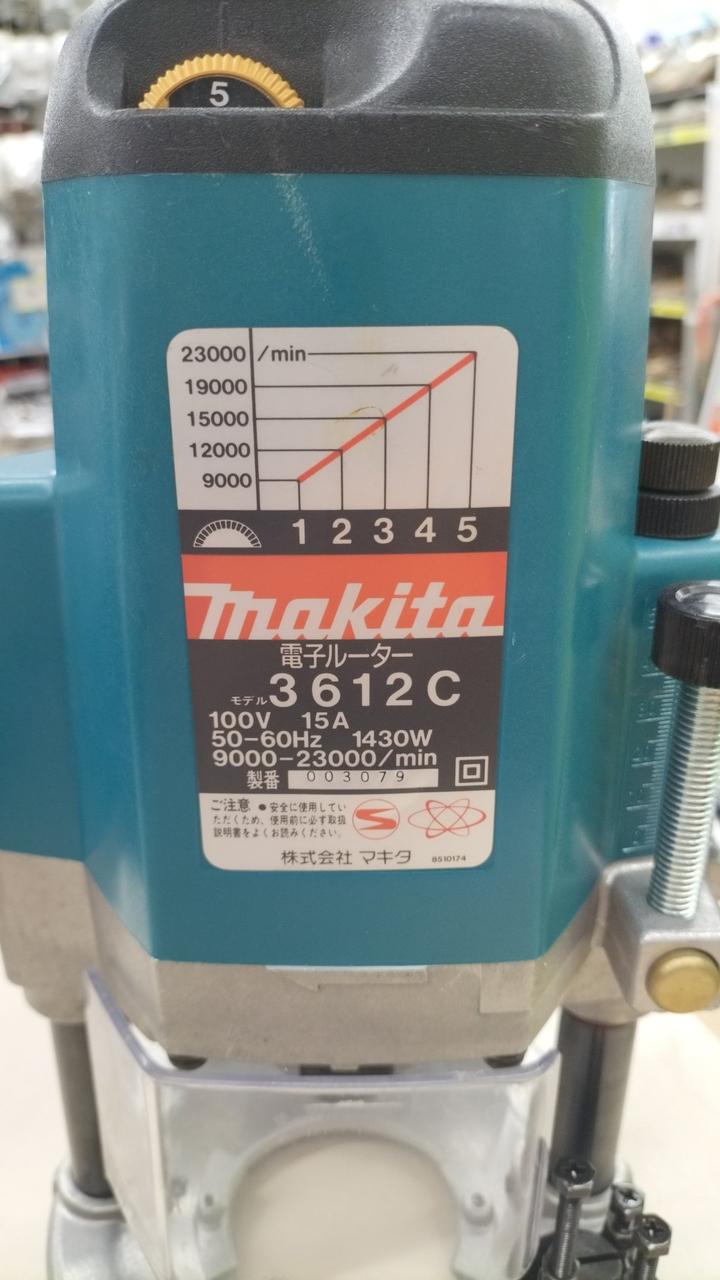 5
23000 /min
19000
15000
12000
9000
1 2 3 4 5
makita
電子ルーター
モデル 3612C
100V 15A
50-60Hz 1430W
9000-23000/min
製番 003079
ご注意 ●安全に使用してい
ただくため、使用前に必ず取扱
説明書をよくお読みください。
株式会社 マキタ 8510174